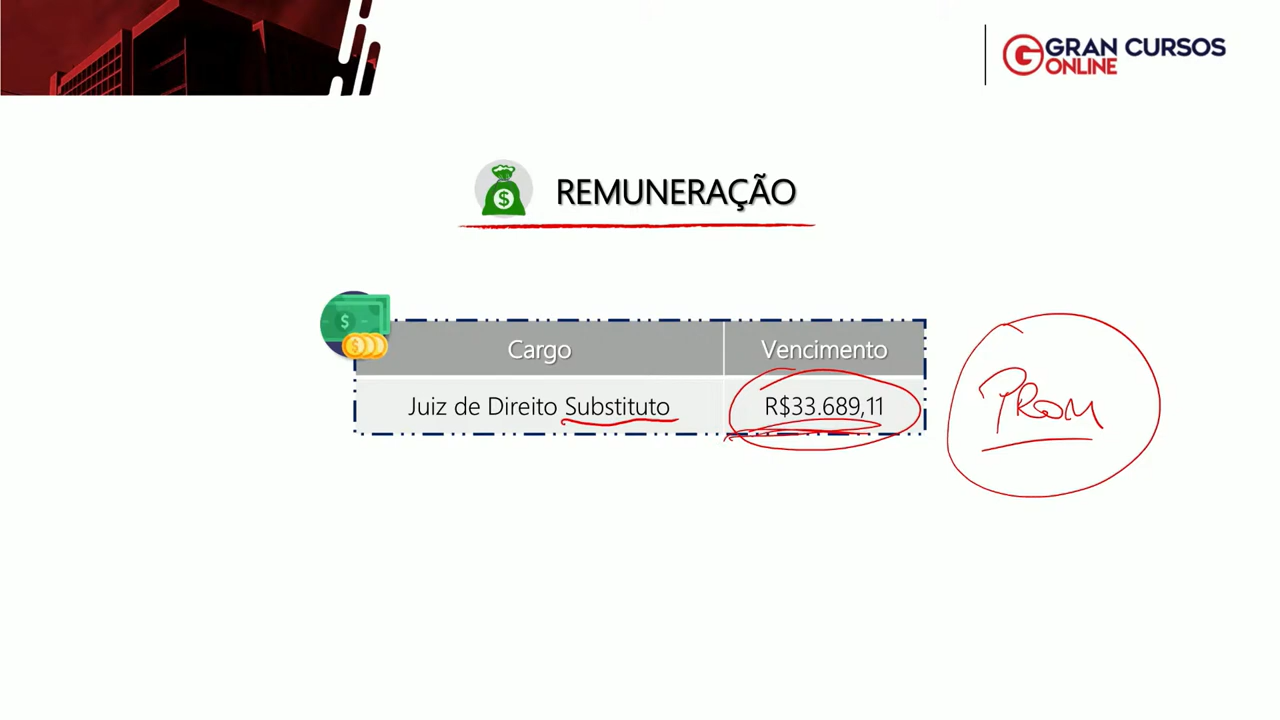 GRAN CURSOS
ONLINE
REMUNERAÇÃO
Cargo Vencimento
Juiz de Direito Substituto R$33.689,11
PROM